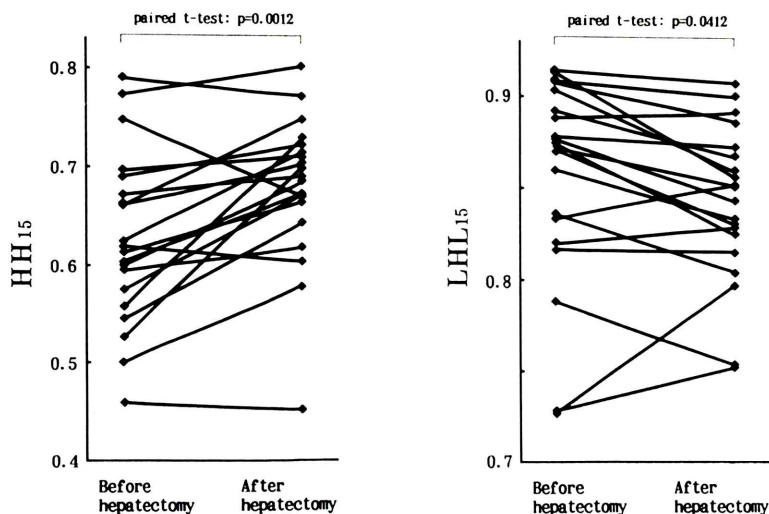 paired t-test: p=0.0012
HH15
0.8
0.7
0.6
0.5
0.4
Before
hepatectomy
After
hepatectomy
paired t-test: p=0.0412
LHL15
0.9
0.8
0.7
Before
hepatectomy
After
hepatectomy